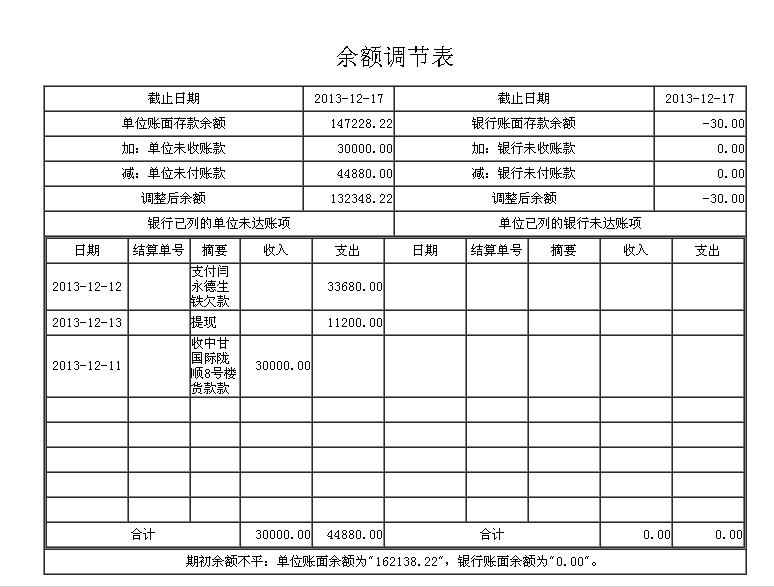 余额调节表
截止日期 2013-12-17 截止日期 2013-12-17
单位账面存款余额 147228.22 银行账面存款余额 -30.00
加: 单位未收账款 30000.00 加: 银行未收账款 0.00
减: 单位未付账款 44880.00 减: 银行未付账款 0.00
调整后余额 132348.22 调整后余额 -30.00
银行已列的单位未达账项 单位已列的银行未达账项
日期 结算单号 摘要 收入 支出 日期 结算单号 摘要 收入 支出
2013-12-12 支付闫永德生铁欠款 33680.00
2013-12-13 提现 11200.00
2013-12-11 收中甘国际陇顺8号楼货款款 30000.00
合计 30000.00 44880.00 合计 0.00 0.00
期初余额不平: 单位账面余额为"162138.22", 银行账面余额为"0.00"。